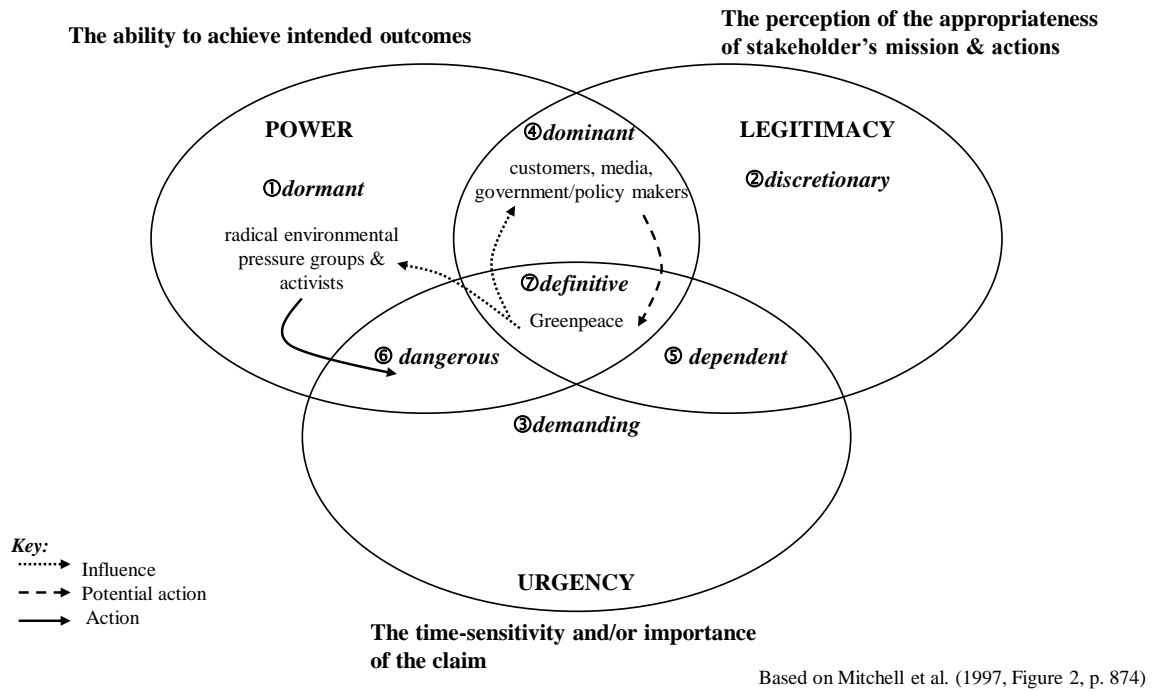 The ability to achieve intended outcomes
The perception of the appropriateness
of stakeholder’s mission & actions
POWER
④dominant
LEGITIMACY
customers, media,
government/policy makers
①dormant
②discretionary
radical environmental
pressure groups &
activists
⑦definitive
Greenpeace
⑥ dangerous
⑤ dependent
③demanding
Key:
Influence
Potential action
Action
URGENCY
The time-sensitivity and/or importance
of the claim
Based on Mitchell et al. (1997, Figure 2, p. 874)